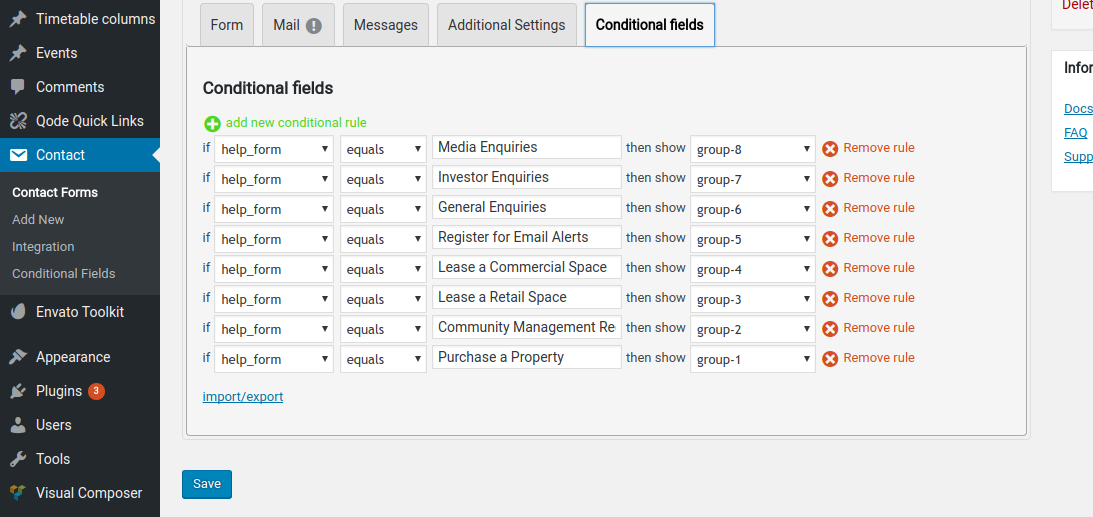 Timetable columns
Events
Comments
Qode Quick Links
Contact
Contact Forms
Add New
Integration
Conditional Fields
Envato Toolkit
Appearance
Plugins 3
Users
Tools
Visual Composer
Form Mail ! Messages Additional Settings Conditional fields
Conditional fields
add new conditional rule
if help_form equals Media Enquiries then show group-8 Remove rule
if help_form equals Investor Enquiries then show group-7 Remove rule
if help_form equals General Enquiries then show group-6 Remove rule
if help_form equals Register for Email Alerts then show group-5 Remove rule
if help_form equals Lease a Commercial Space then show group-4 Remove rule
if help_form equals Lease a Retail Space then show group-3 Remove rule
if help_form equals Community Management Re then show group-2 Remove rule
if help_form equals Purchase a Property then show group-1 Remove rule
import/export
Save
Delet
Infor
Docs
FAQ
Supp